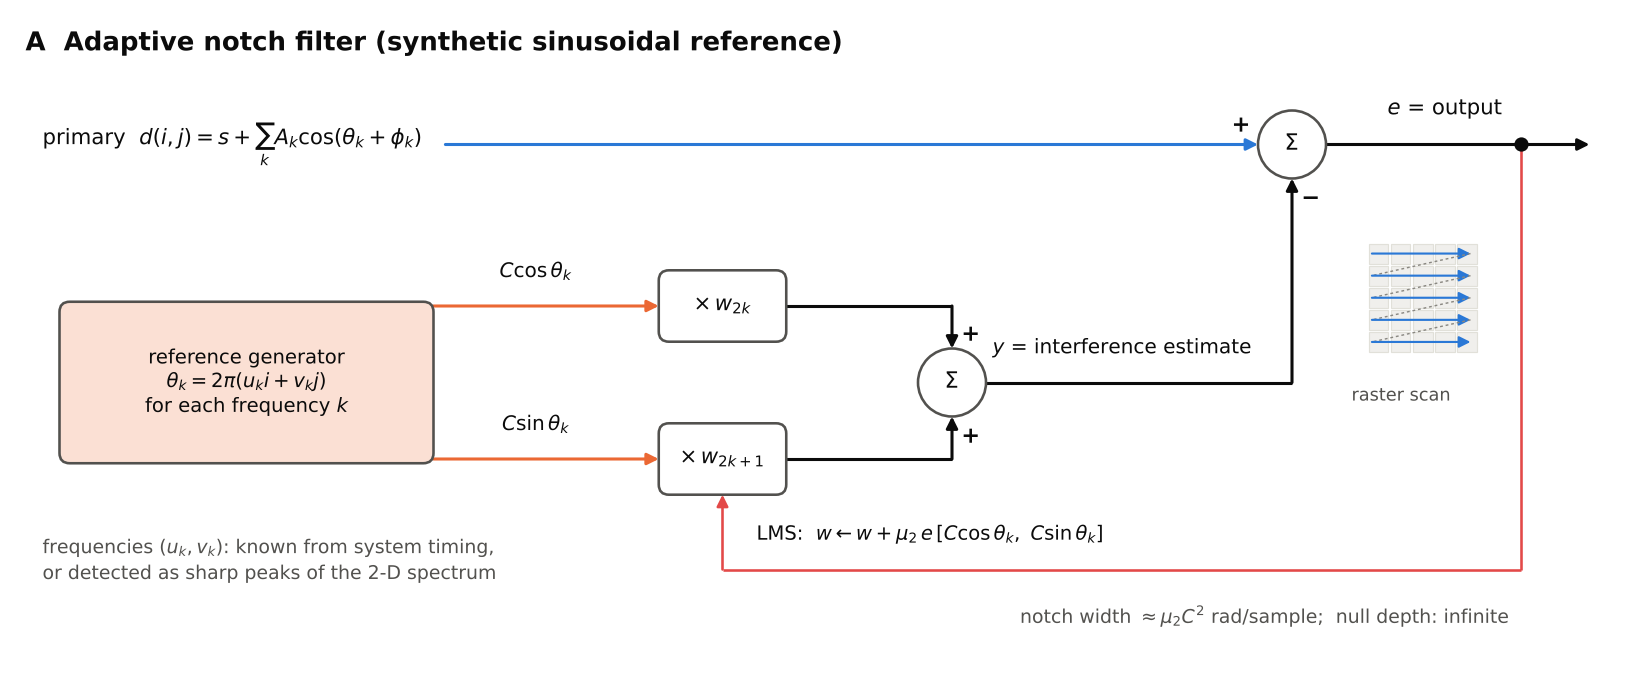 A Adaptive notch filter (synthetic sinusoidal reference)
e = output
primary d(i, j) = s + ∑ₖ Aₖcos(θₖ + ϕₖ)
+
Σ
−
C cos θₖ
× w₂ₖ
reference generator
θₖ = 2π(uₖi + vₖj)
for each frequency k
+
y = interference estimate
Σ
raster scan
C sin θₖ
+
× w₂ₖ₊₁
LMS: w ← w + μ₂ e [C cos θₖ, C sin θₖ]
frequencies (uₖ, vₖ): known from system timing,
or detected as sharp peaks of the 2-D spectrum
notch width ≈ μ₂C² rad/sample; null depth: infinite